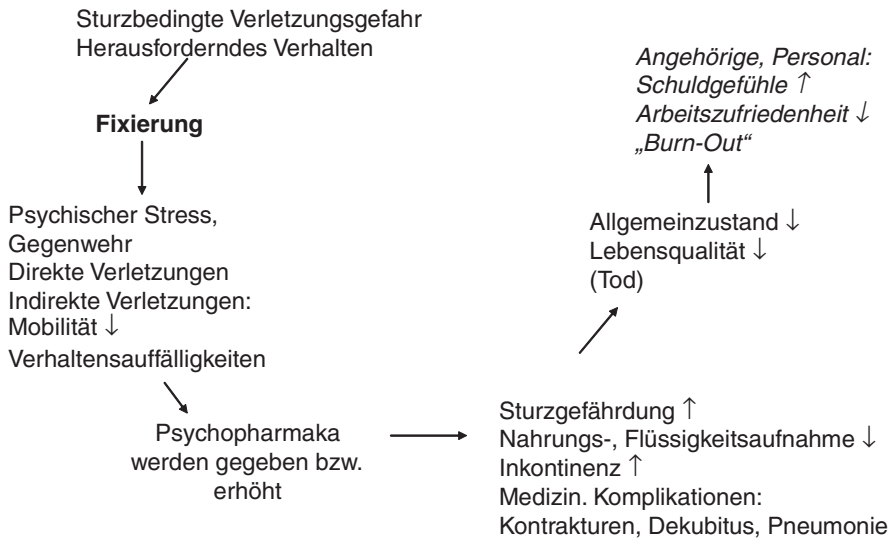 Sturzbedingte Verletzungsgefahr
Herausforderndes Verhalten
Fixierung
Psychischer Stress,
Gegenwehr
Direkte Verletzungen
Indirekte Verletzungen:
Mobilität ↓
Verhaltensauffälligkeiten
Psychopharmaka
werden gegeben bzw.
erhöht
Sturzgefährdung ↑
Nahrungs-, Flüssigkeitsaufnahme ↓
Inkontinenz ↑
Medizin. Komplikationen:
Kontrakturen, Dekubitus, Pneumonie
Allgemeinzustand ↓
Lebensqualität ↓
(Tod)
Angehörige, Personal:
Schuldgefühle ↑
Arbeitszufriedenheit ↓
„Burn-Out“